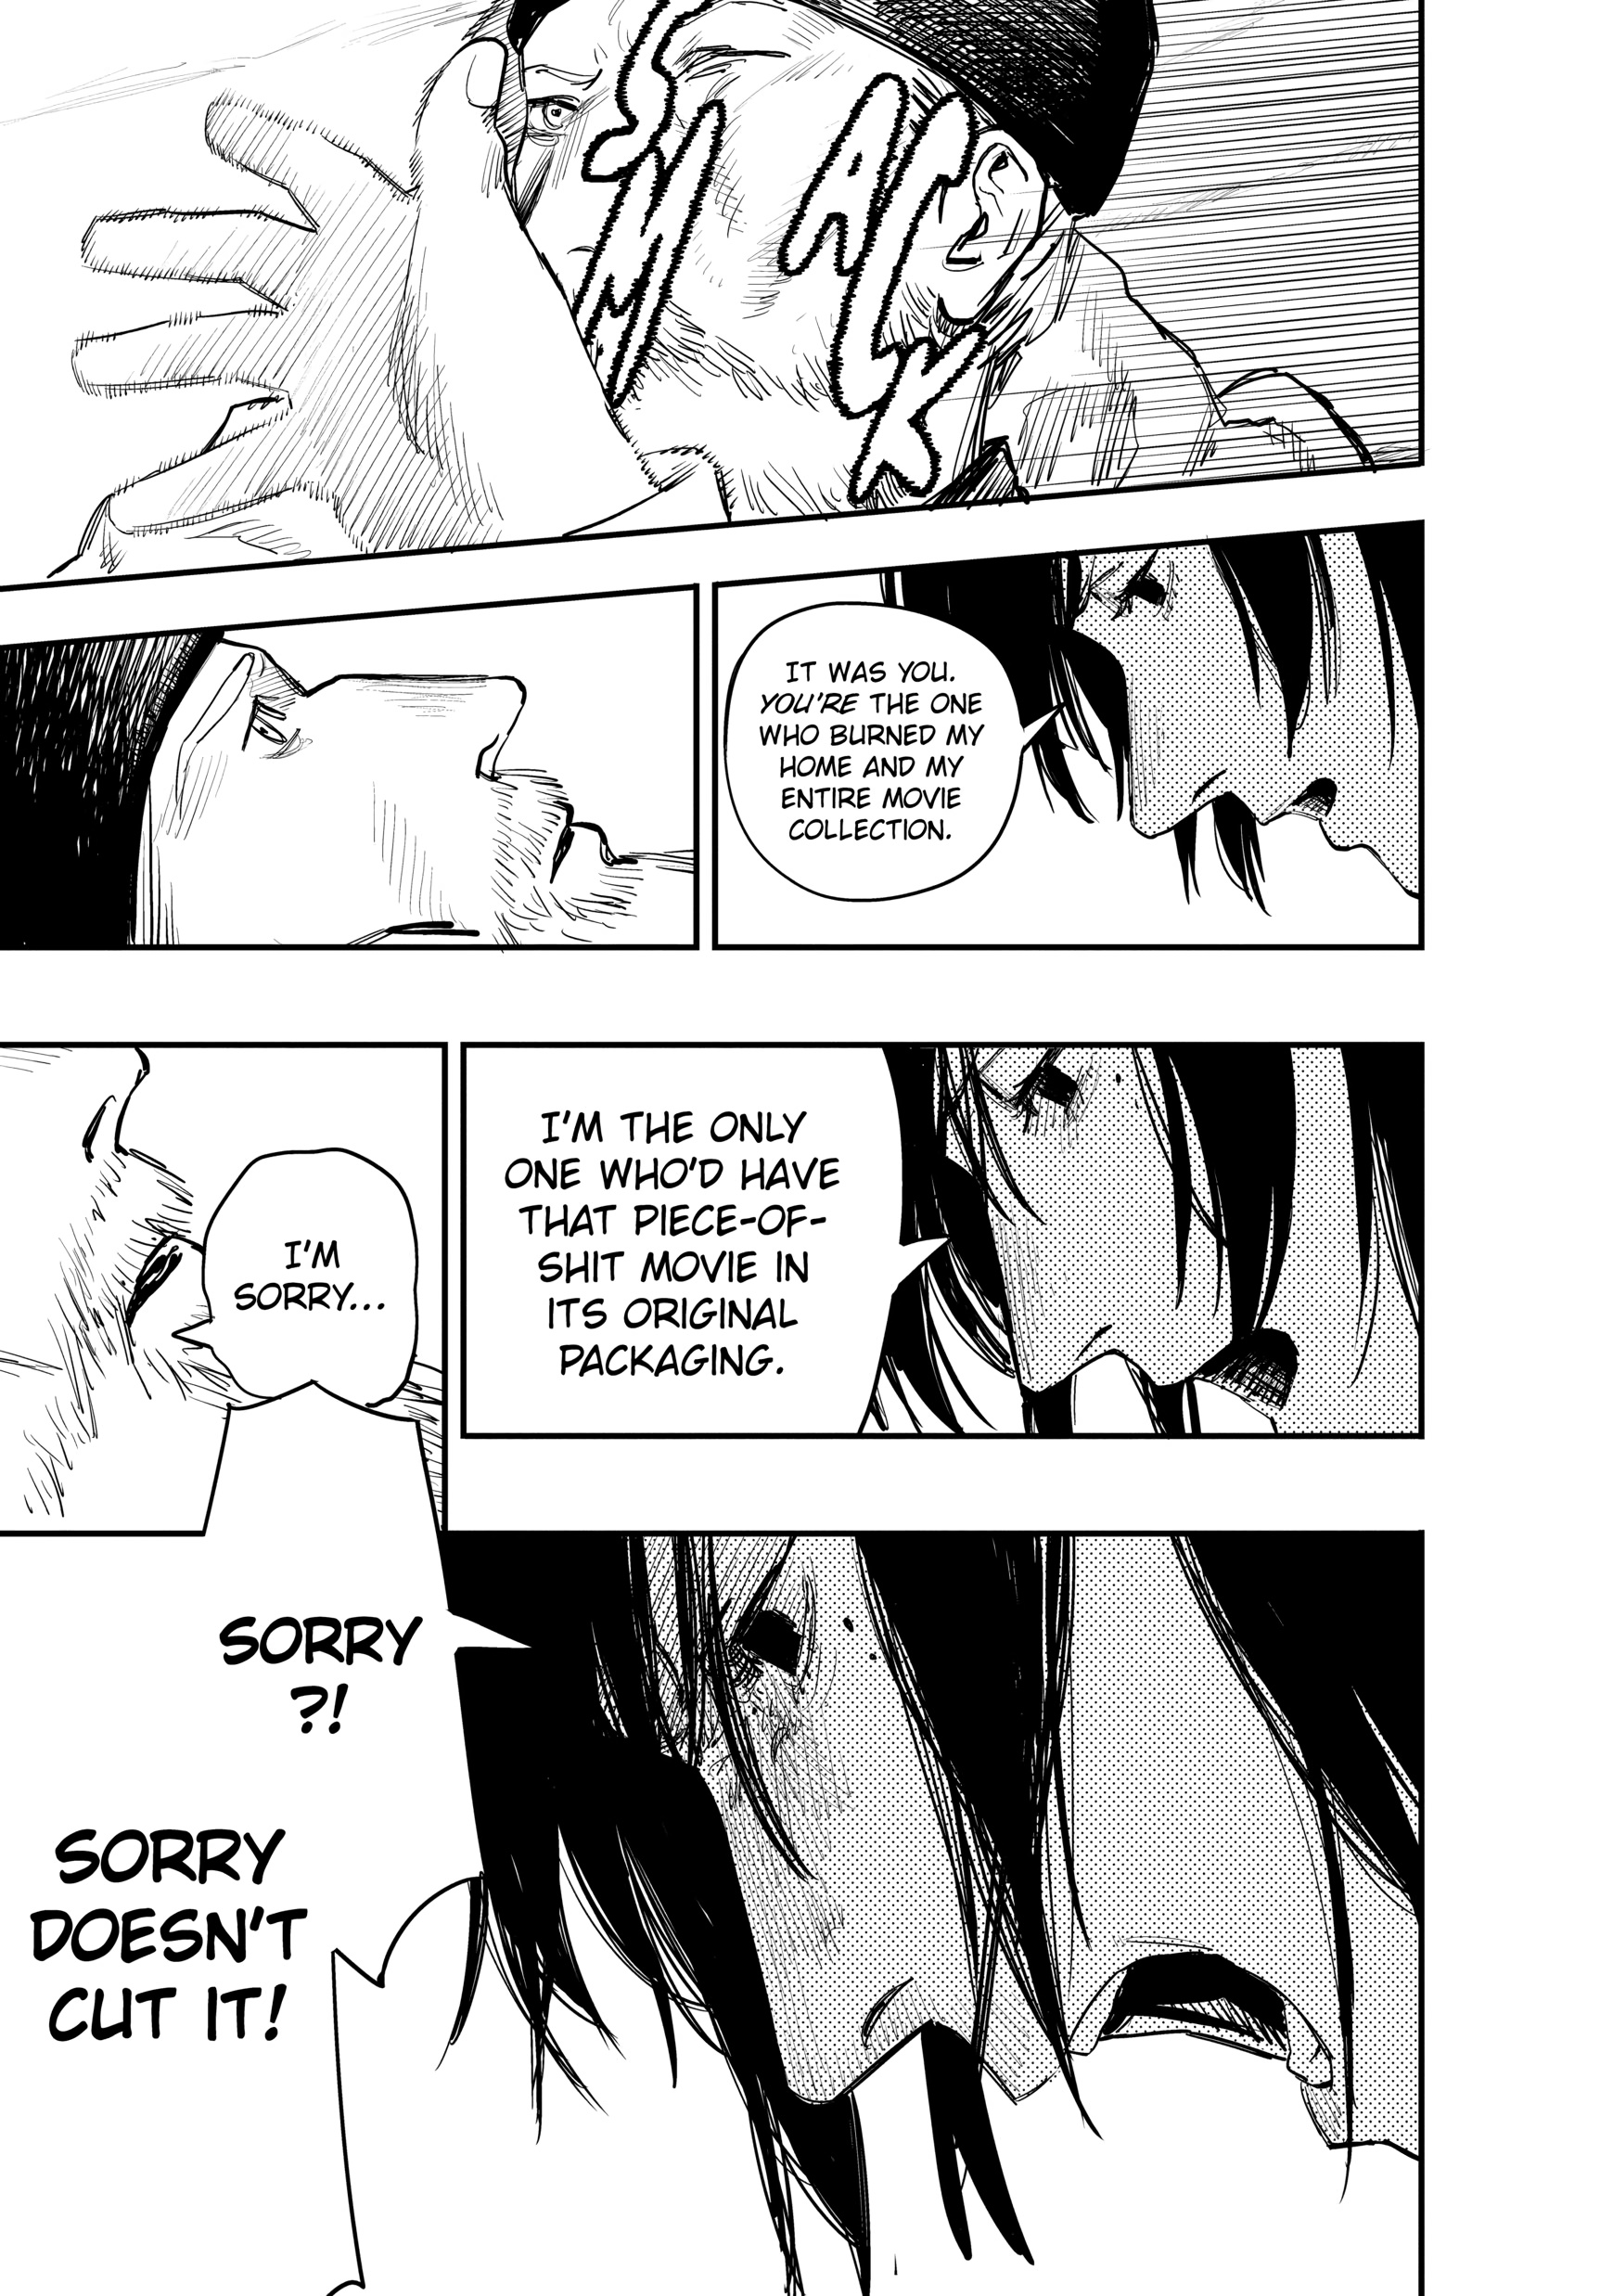 SMACK
IT WAS YOU.
YOU'RE THE ONE
WHO BURNED MY
HOME AND MY
ENTIRE MOVIE
COLLECTION.
I'M THE ONLY
ONE WHO'D HAVE
THAT PIECE-OF-
SHIT MOVIE IN
ITS ORIGINAL
PACKAGING.
I'M
SORRY...
SORRY
?!
SORRY
DOESN'T
CUT IT!